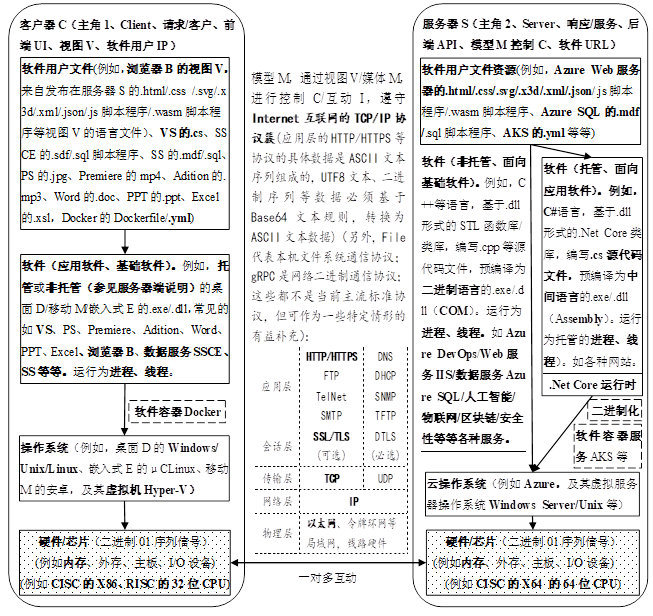 客户器 C（主角 1、Client、请求/客户、前
端 UI、视图 V、软件用户 IP）
软件用户文件(例如，浏览器 B 的视图 V，
来自发布在服务器 S 的.html/.css /.svg/.x
3d/.xml/.json/.js 脚本程序/.wasm 脚本程
序等视图 V 的语言文件)、VS 的.cs、SS
CE 的.sdf/.sql 脚本程序、SS 的.mdf/.sql、
PS 的.jpg、Premiere 的 mp4、Adition 的.
mp3、Word 的.doc、PPT 的.ppt、Excel
的.xsl，Docker 的 Dockerfile/.yml)
软件（应用软件、基础软件）。例如，托
管或非托管（参见服务器端说明）的桌
面 D/移动 M/嵌入式 E 的.exe/.dll，常见的
如 VS、PS、Premiere、Adition、Word、
PPT、Excel、浏览器 B、数据服务 SSCE、
SS 等等。运行为进程、线程。
软件容器 Docker
操作系统（例如，桌面 D 的 Windows/
Unix/Linux、嵌入式 E 的 μ CLinux、移动
M 的安卓，及其虚拟机 Hyper-V）
硬件/芯片（二进制 01 序列信号）
(例如内存、外存、主板、I/O 设备)
(例如 CISC 的 X86、RISC 的 32 位 CPU)
模型 M，通过视图 V/媒体 M，
进行控制 C/互动 I，遵守
Internet 互联网的 TCP/IP 协
议簇(应用层的 HTTP/HTTPS 等
协议的具体数据是 ASCII 文本
序列组成的，UTF8 文本、二进
制序列等数据必须基于
Base64 文本规则，转换为
ASCII 文本数据)（另外，File
代表本机文件系统通信协议；
gRPC 是网络二进制通信协议；
这些都不是当前主流标准协
议，但可作为一些特定情形的
有益补充)：
应用层
HTTP/HTTPS
FTP
TelNet
SMTP
DNS
DHCP
SNMP
TFTP
会话层
SSL/TLS
(可选)
DTLS
(必选)
传输层
TCP
UDP
网络层
IP
物理层
以太网、令牌环网等
局域网，线路硬件
一对多互动
服务器 S（主角 2、Server、响应/服务、后
端 API、模型 M 控制 C、软件 URL）
软件用户文件资源(例如，Azure Web 服务
器的.html/.css/.svg/.x3d/.xml/.json/.js 脚本
程序/.wasm 脚本程序、Azure SQL 的.mdf
/.sql 脚本程序、AKS 的.yml 等等)
软件（非托管、面向
基础软件）。例如，C
++等语言，基于.dll
形式的 STL 函数库/
类库，编写.cpp 等源
代码文件，预编译为
二进制语言的.exe/.d
ll（COM）。运行为
进程、线程。如 Az
ure DevOps/Web 服
务 IIS/数据服务 Az
ure SQL/人工智能/
物联网/区块链/安全
性等等各种服务。
软件（托管、面向
应用软件）。例如，
C#语言，基于.dll
形式的.Net Core 类
库，编写.cs 源代码
文件。预编译为中
间语言的.exe/.dll
（Assembly）。运行
为托管的进程、线
程）。如各种网站。
.Net Core 运行时
二进制化
软件容器服
务 AKS 等
云操作系统（例如 Azure，及其虚拟服务
器操作系统 Windows Server/Unix 等）
硬件/芯片（二进制 01 序列信号）
(例如内存、外存、主板、I/O 设备)
(例如 CISC 的 X64 的 64 位 CPU)